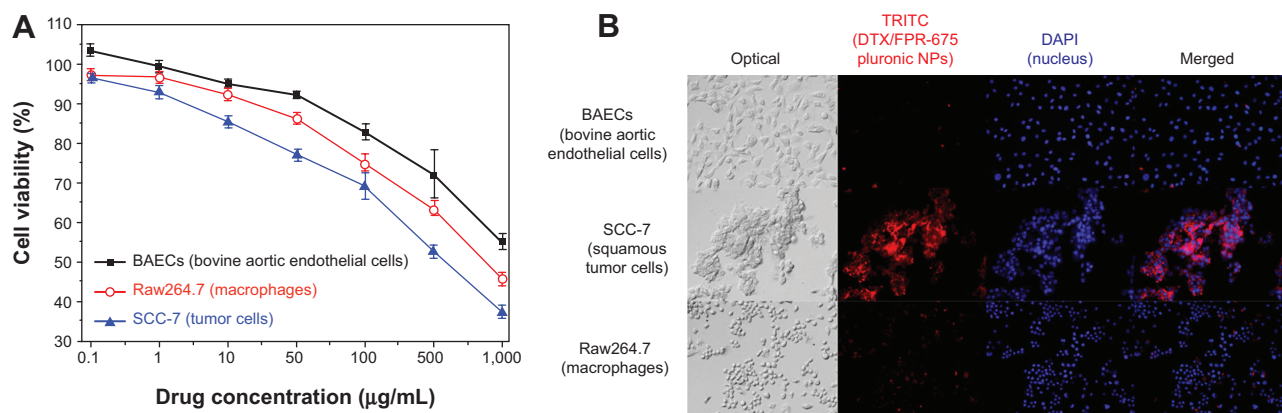 A
110
100
90
80
70
60
50
40
30
Cell viability (%)
BAECs (bovine aortic endothelial cells)
Raw264.7 (macrophages)
SCC-7 (tumor cells)
0.1
1
10
50
100
500
1,000
Drug concentration (µg/mL)
B
Optical
TRITC
(DTX/FPR-675
pluronic NPs)
DAPI
(nucleus)
Merged
BAECs
(bovine aortic
endothelial cells)
SCC-7
(squamous
tumor cells)
Raw264.7
(macrophages)